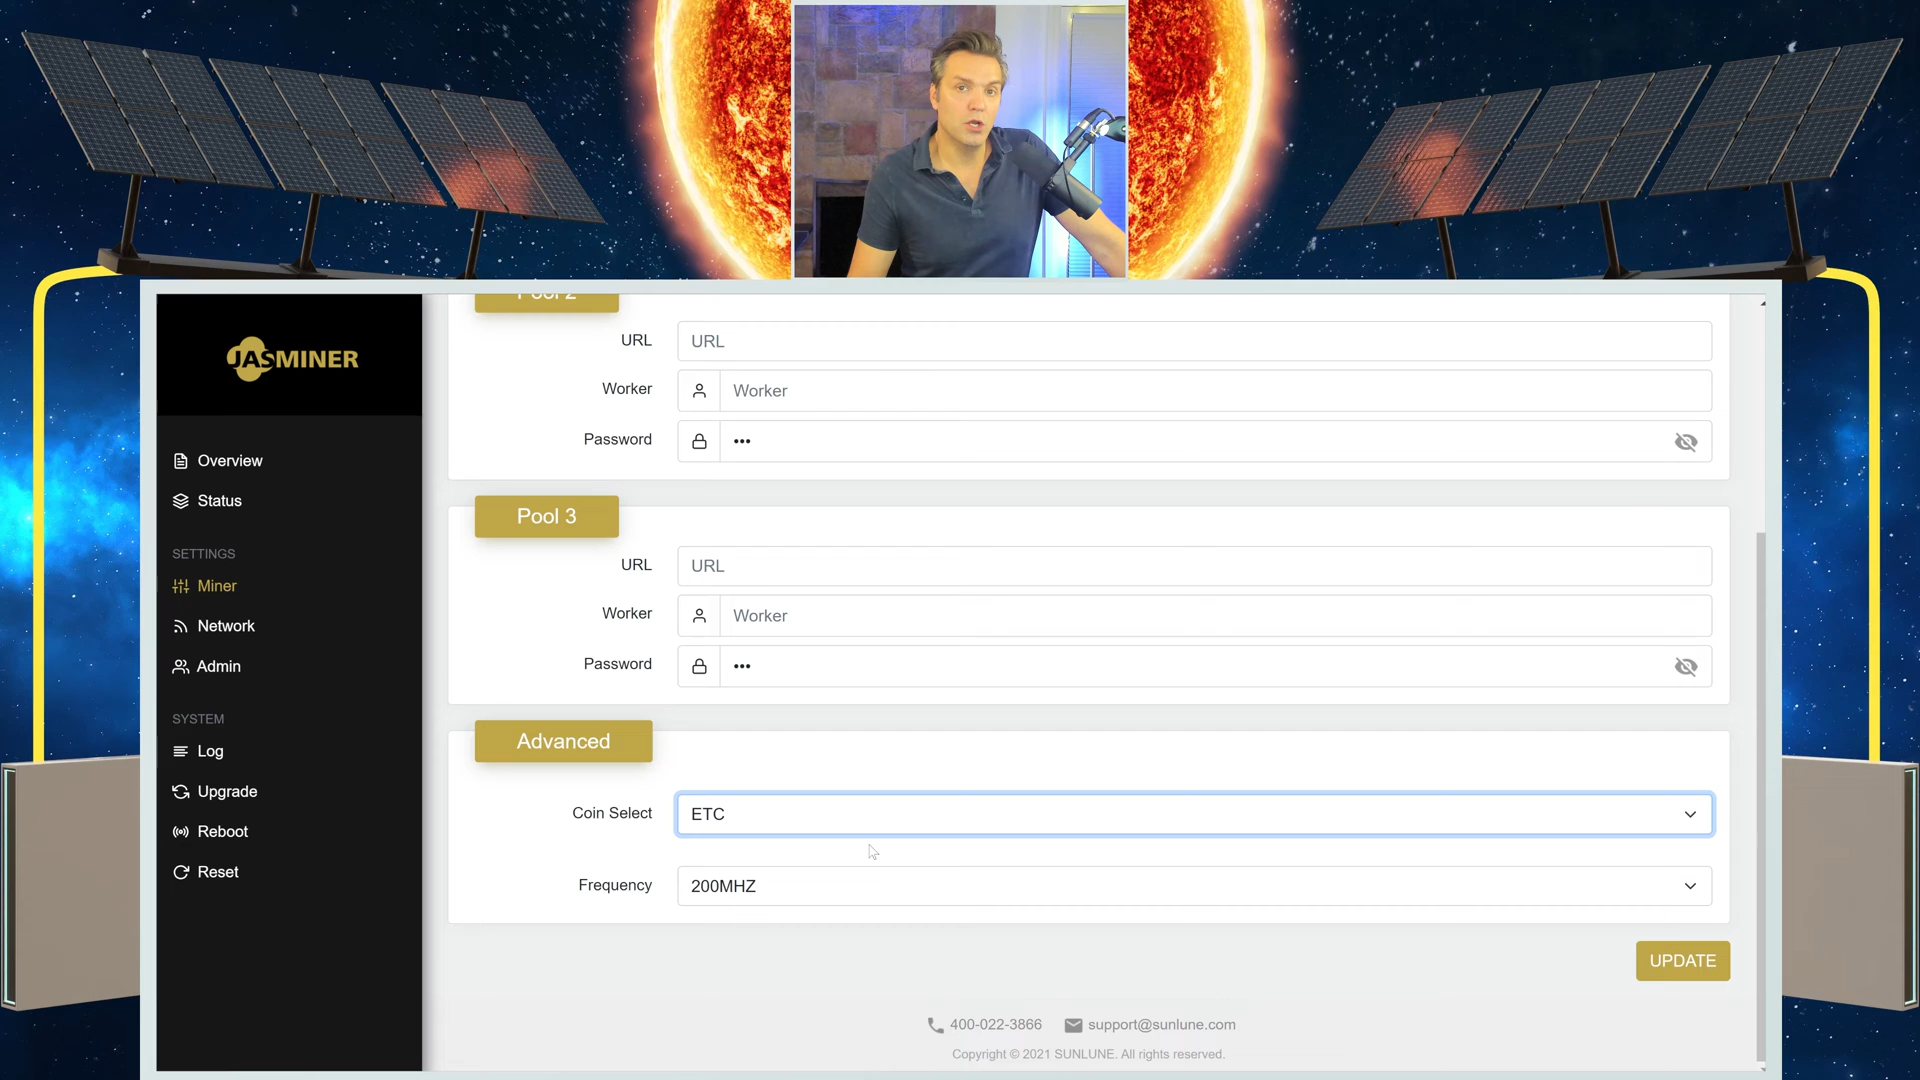 JASMINER
Overview
Status
SETTINGS
Miner
Network
Admin
SYSTEM
Log
Upgrade
Reboot
Reset
Pool 2
URL URL
Worker Worker
Password •••
Pool 3
URL URL
Worker Worker
Password •••
Advanced
Coin Select ETC
Frequency 200MHZ
UPDATE
400-022-3866 support@sunlune.com
Copyright © 2021 SUNLUNE. All rights reserved.